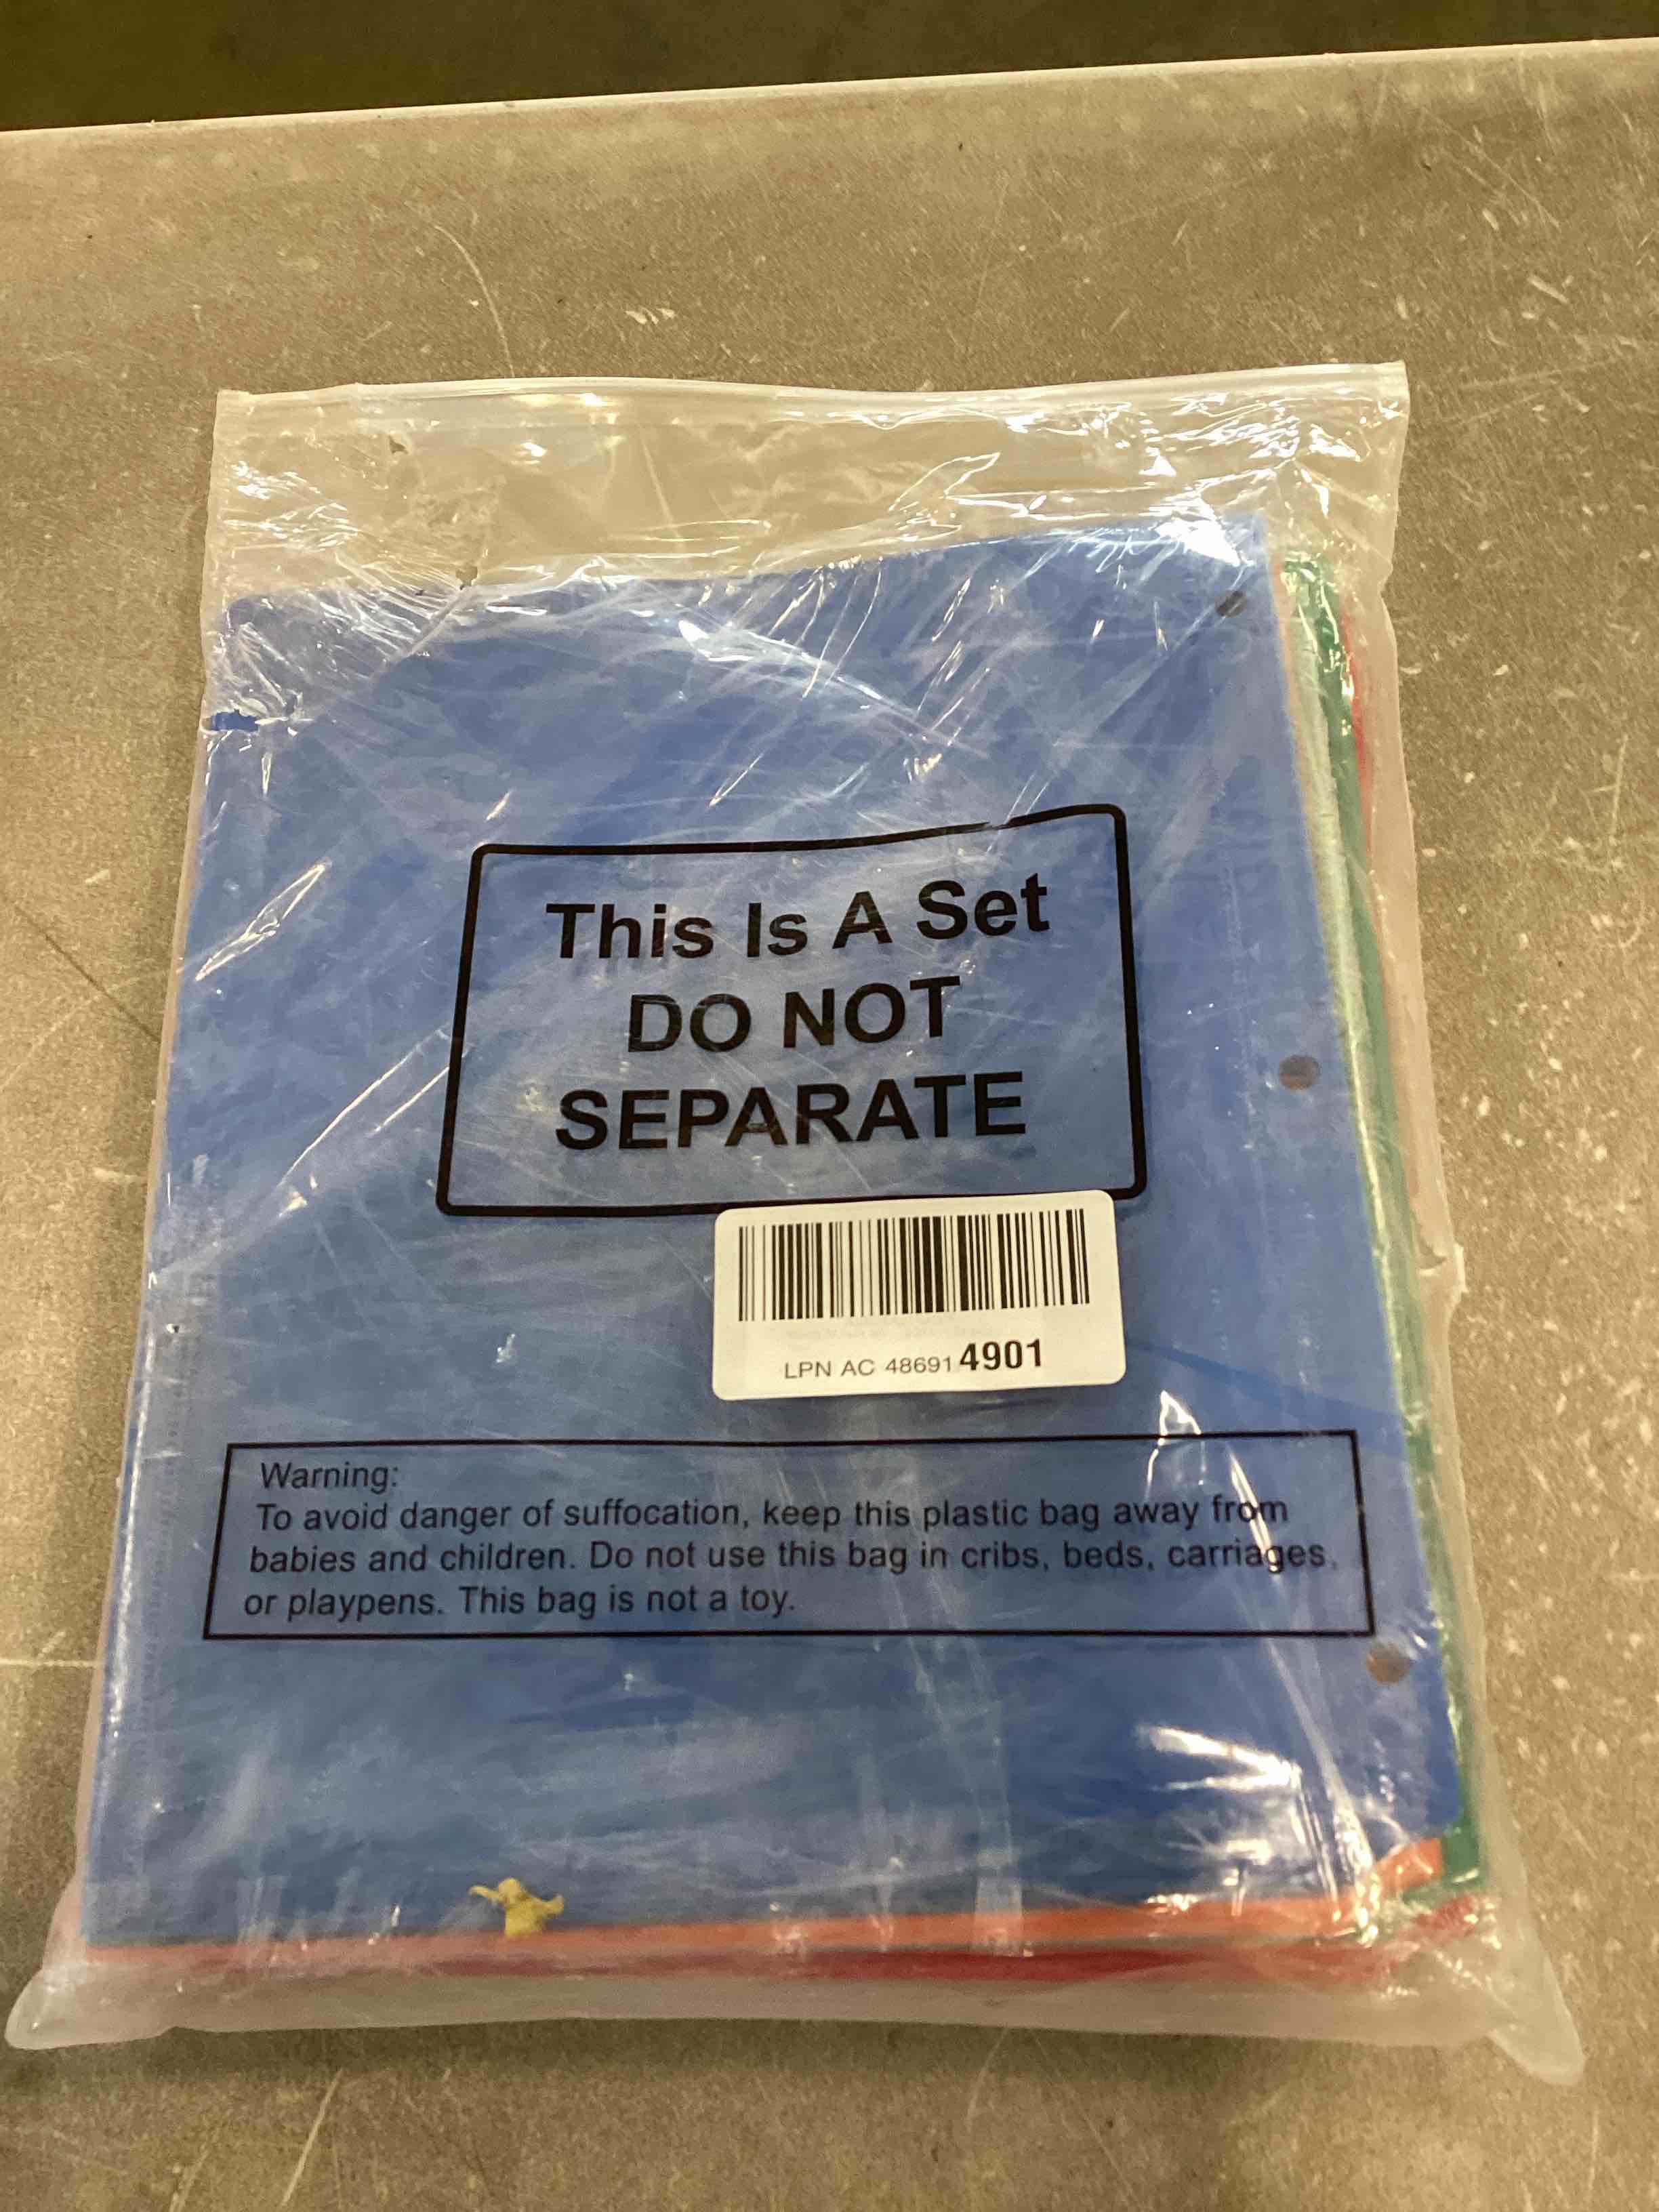 This Is A Set
DO NOT
SEPARATE
LPN AC 486914901
Warning:
To avoid danger of suffocation, keep this plastic bag away from
babies and children. Do not use this bag in cribs, beds, carriages,
or playpens. This bag is not a toy.